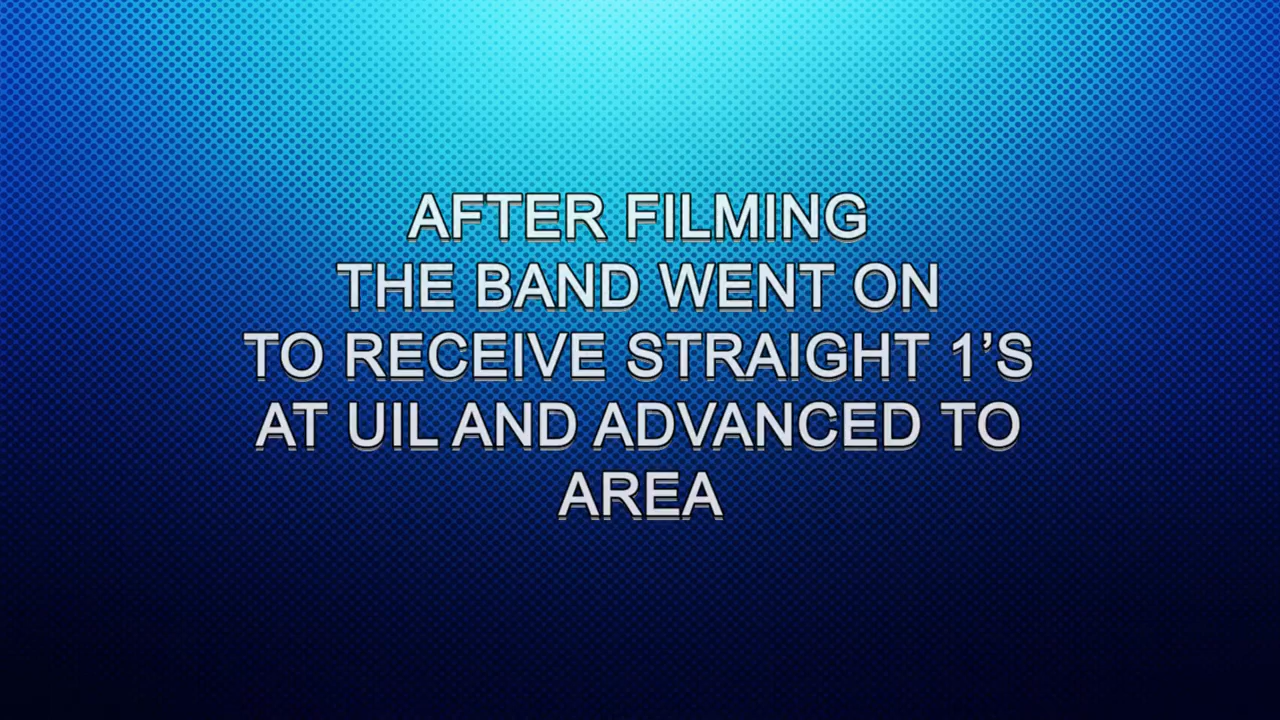 AFTER FILMING
THE BAND WENT ON
TO RECEIVE STRAIGHT 1’S
AT UIL AND ADVANCED TO
AREA